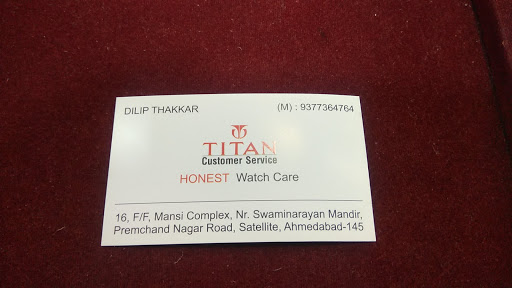 DILIP THAKKAR (M) : 9377364764
TITAN
Customer Service
HONEST Watch Care
16, F/F, Mansi Complex, Nr. Swaminarayan Mandir,
Premchand Nagar Road, Satellite, Ahmedabad-145